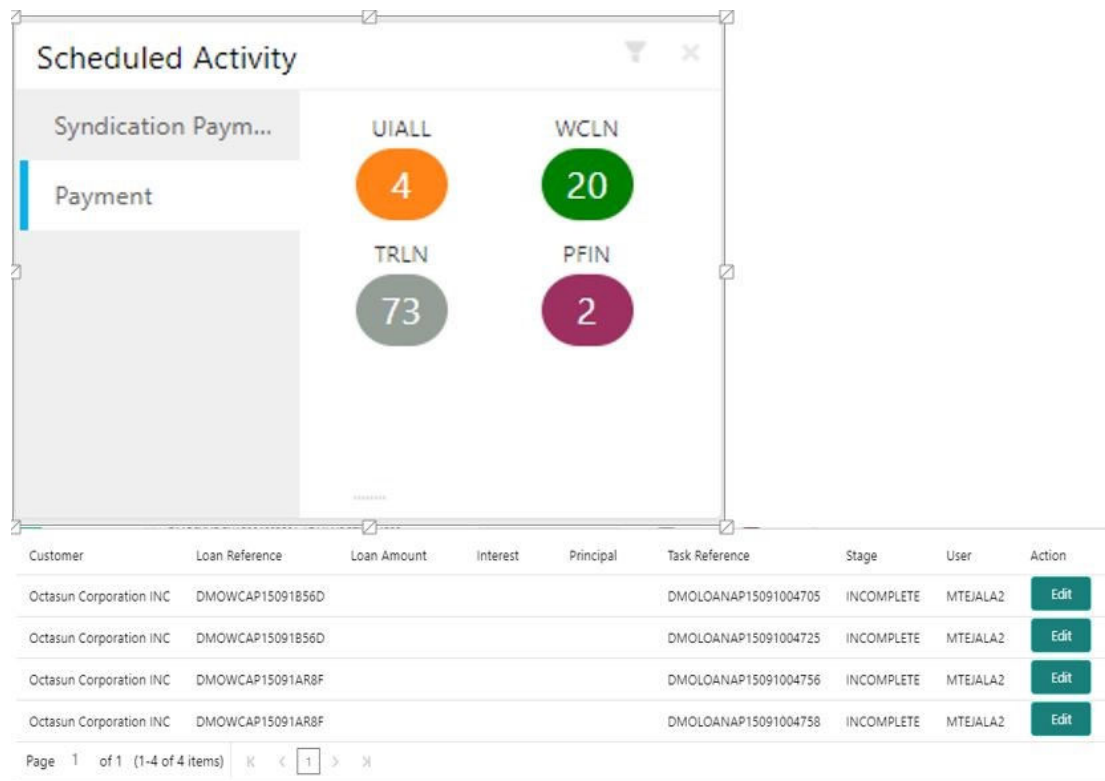 Scheduled Activity
Syndication Paym...
Payment
UIALL WCLN
4 20
TRLN PFIN
73 2
Customer Loan Reference Loan Amount Interest Principal Task Reference Stage User Action
Octasun Corporation INC DMOWCAP15091B56D DMOLOANAP15091004705 INCOMPLETE MTEJALA2 Edit
Octasun Corporation INC DMOWCAP15091B56D DMOLOANAP15091004725 INCOMPLETE MTEJALA2 Edit
Octasun Corporation INC DMOWCAP15091AR8F DMOLOANAP15091004756 INCOMPLETE MTEJALA2 Edit
Octasun Corporation INC DMOWCAP15091AR8F DMOLOANAP15091004758 INCOMPLETE MTEJALA2 Edit
Page 1 of 1 (1-4 of 4 items) 1